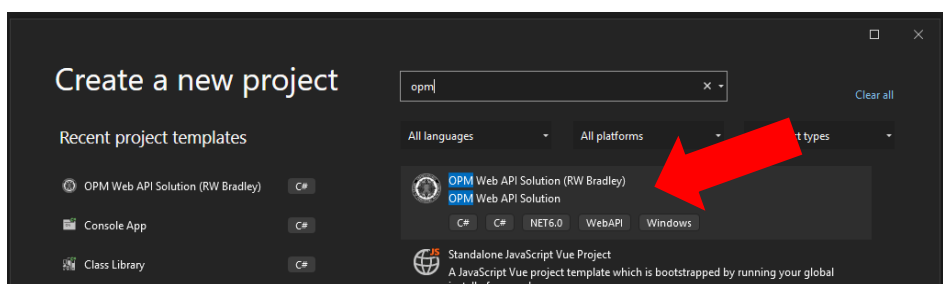 Create a new project
opm
Clear all
Recent project templates
All languages
All platforms
types
OPM Web API Solution (RW Bradley)
C#
Console App
C#
Class Library
C#
OPM Web API Solution (RW Bradley)
OPM Web API Solution
C# C# NET6.0 WebAPI Windows
JS
Standalone JavaScript Vue Project
A JavaScript Vue project template which is bootstrapped by running your global